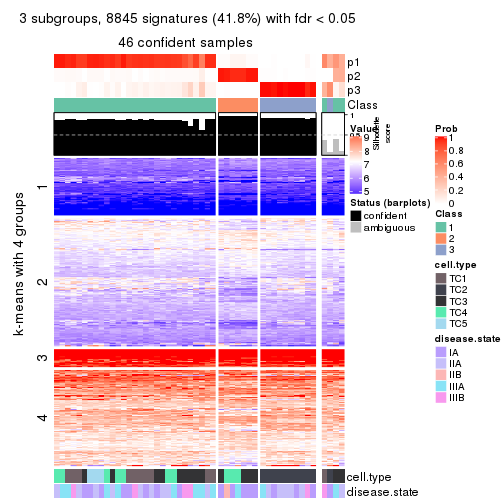 3 subgroups, 8845 signatures (41.8%) with fdr < 0.05
46 confident samples
p1
p2
p3
Class
1
Silhouette
score
Value
9
8
7
6
5
Status (barplots)
confident
ambiguous
Prob
1
0.8
0.6
0.4
0.2
0
Class
1
2
3
cell.type
TC1
TC2
TC3
TC4
TC5
disease.state
IA
IIA
IIB
IIIA
IIIB
k-means with 4 groups
1
2
3
4
cell.type
disease.state